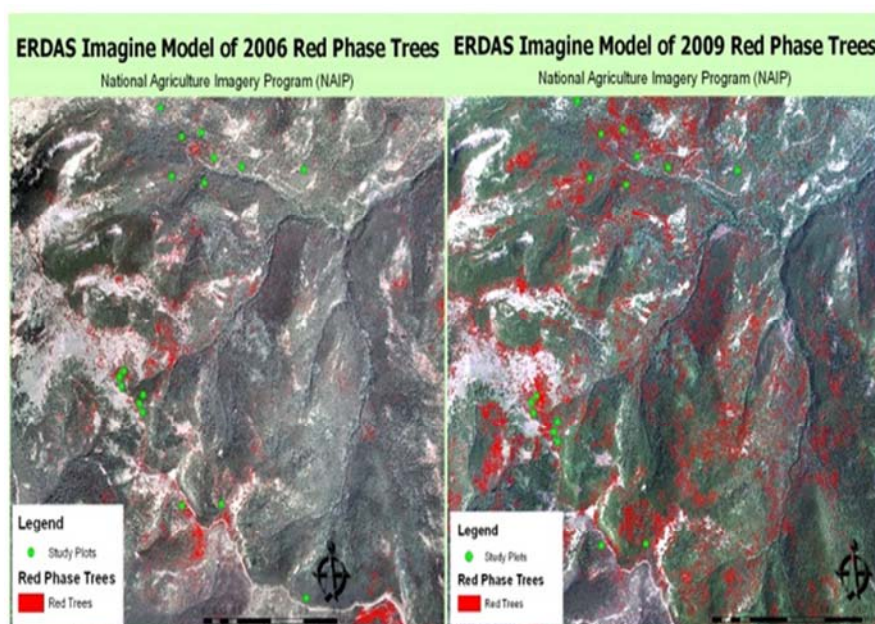 ERDAS Imagine Model of 2006 Red Phase Trees
National Agriculture Imagery Program (NAIP)
Legend
Study Plots
Red Phase Trees
Red Trees
ERDAS Imagine Model of 2009 Red Phase Trees
National Agriculture Imagery Program (NAIP)
Legend
Study Plots
Red Phase Trees
Red Trees